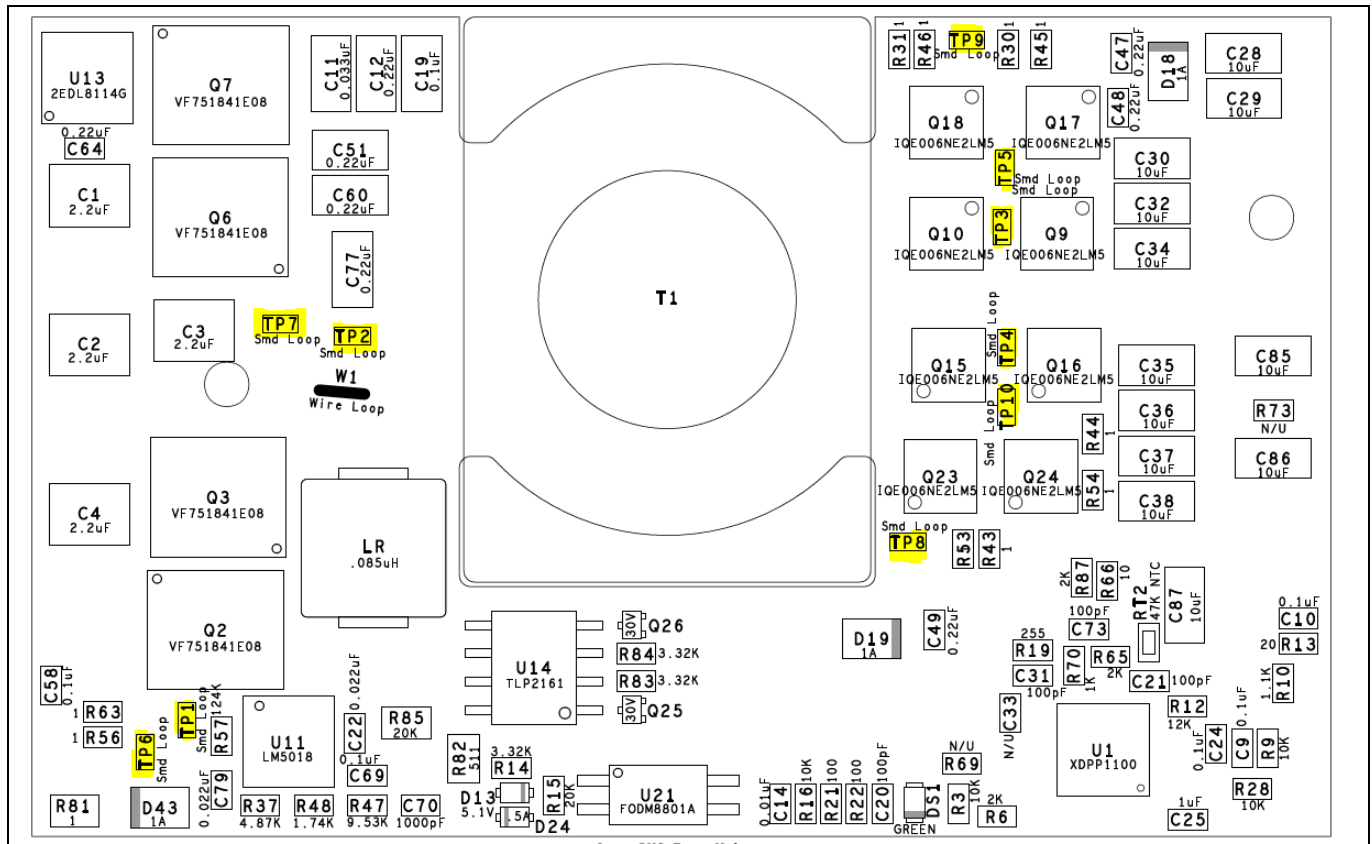 U13
2EDL8114G
0.22uF
C64
Q7
VF751841E08
C11
0.033uF
C12
0.22uF
C19
0.1uF
C51
0.22uF
C60
0.22uF
C1
2.2uF
Q6
VF751841E08
C77
0.22uF
C2
2.2uF
C3
2.2uF
TP7
Smd Loop
TP2
Smd Loop
W1
Wire Loop
T1
R31
1
R46
1
TP9
Smd Loop
R30
1
R45
1
C47
0.22uF
D18
1A
C28
10uF
C48
0.22uF
C29
10uF
Q18
IQE006NE2LM5
Q17
IQE006NE2LM5
TP5
Smd Loop
Smd Loop
TP3
C30
10uF
C32
10uF
C34
10uF
Q10
IQE006NE2LM5
Q9
IQE006NE2LM5
Q15
IQE006NE2LM5
Smd Loop
TP4
Q16
IQE006NE2LM5
Smd Loop
TP10
C35
10uF
C36
10uF
C37
10uF
C38
10uF
C85
10uF
R73
N/U
C86
10uF
R44
1
R54
1
Q23
IQE006NE2LM5
Q24
IQE006NE2LM5
Smd Loop
TP8
R53
R43
1
Q3
VF751841E08
C4
2.2uF
LR
.085uH
Q2
VF751841E08
C58
0.1uF
1
R63
1
R56
TP1
Smd Loop
TP6
Smd Loop
124K
R57
U11
LM5018
0.022uF
C22
0.1uF
C69
R85
20K
R81
1
D43
1A
0.022uF
C79
R37
4.87K
R48
1.74K
R47
9.53K
C70
1000pF
U14
TLP2161
30V
Q26
R84
3.32K
R83
3.32K
30V
Q25
R82
511
3.32K
R14
D13
5.1V
.5A
D24
R15
20K
U21
FODM8801A
0.01uF
C14
R16
10K
R21
100
R22
100
C20
100pF
DS1
GREEN
D19
1A
C49
0.22uF
N/U
R69
R3
10K
2K
R6
2K
R87
R66
10
RT2
47K NTC
C87
10uF
100pF
C73
255
R19
C31
100pF
R70
1K
R65
2K
C21
100pF
N/U
C33
U1
XDPP1100
R12
12K
0.1uF
C10
20
R13
1.1K
R10
0.1uF
C24
0.1uF
C9
R9
10K
R28
10K
1uF
C25